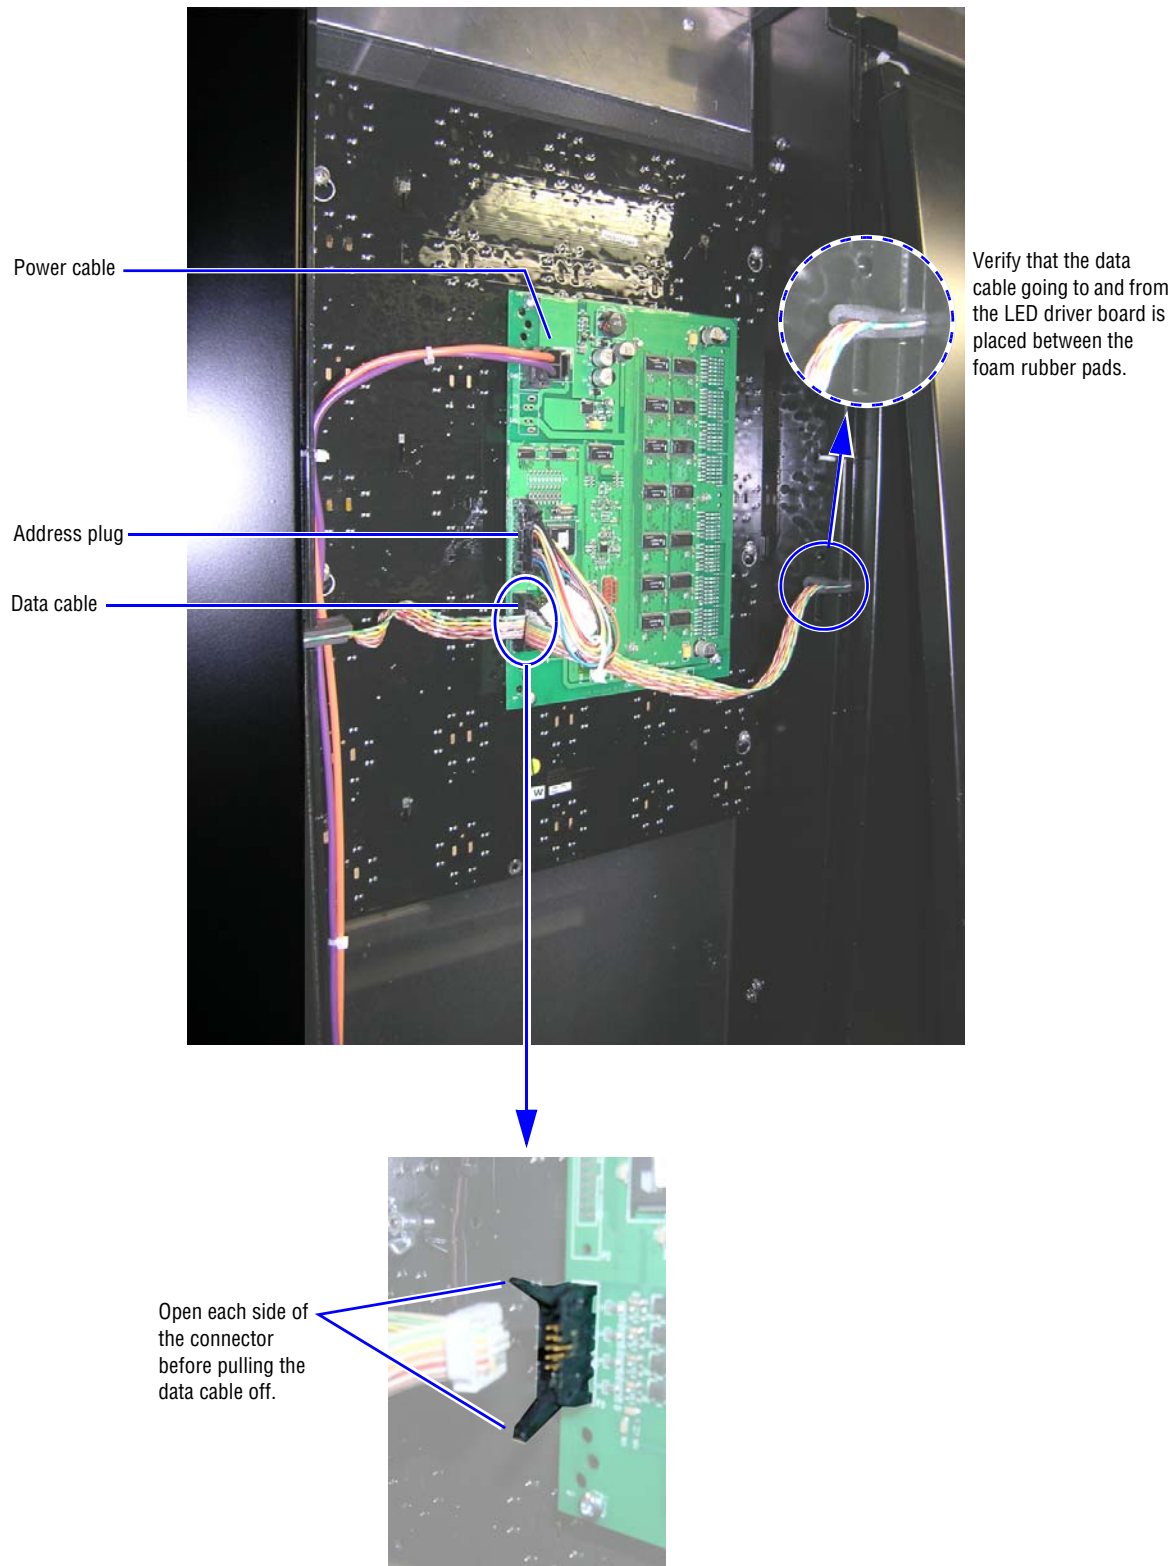 Power cable
Verify that the data
cable going to and from
the LED driver board is
placed between the
foam rubber pads.
Address plug
Data cable
W
Open each side of
the connector
before pulling the
data cable off.